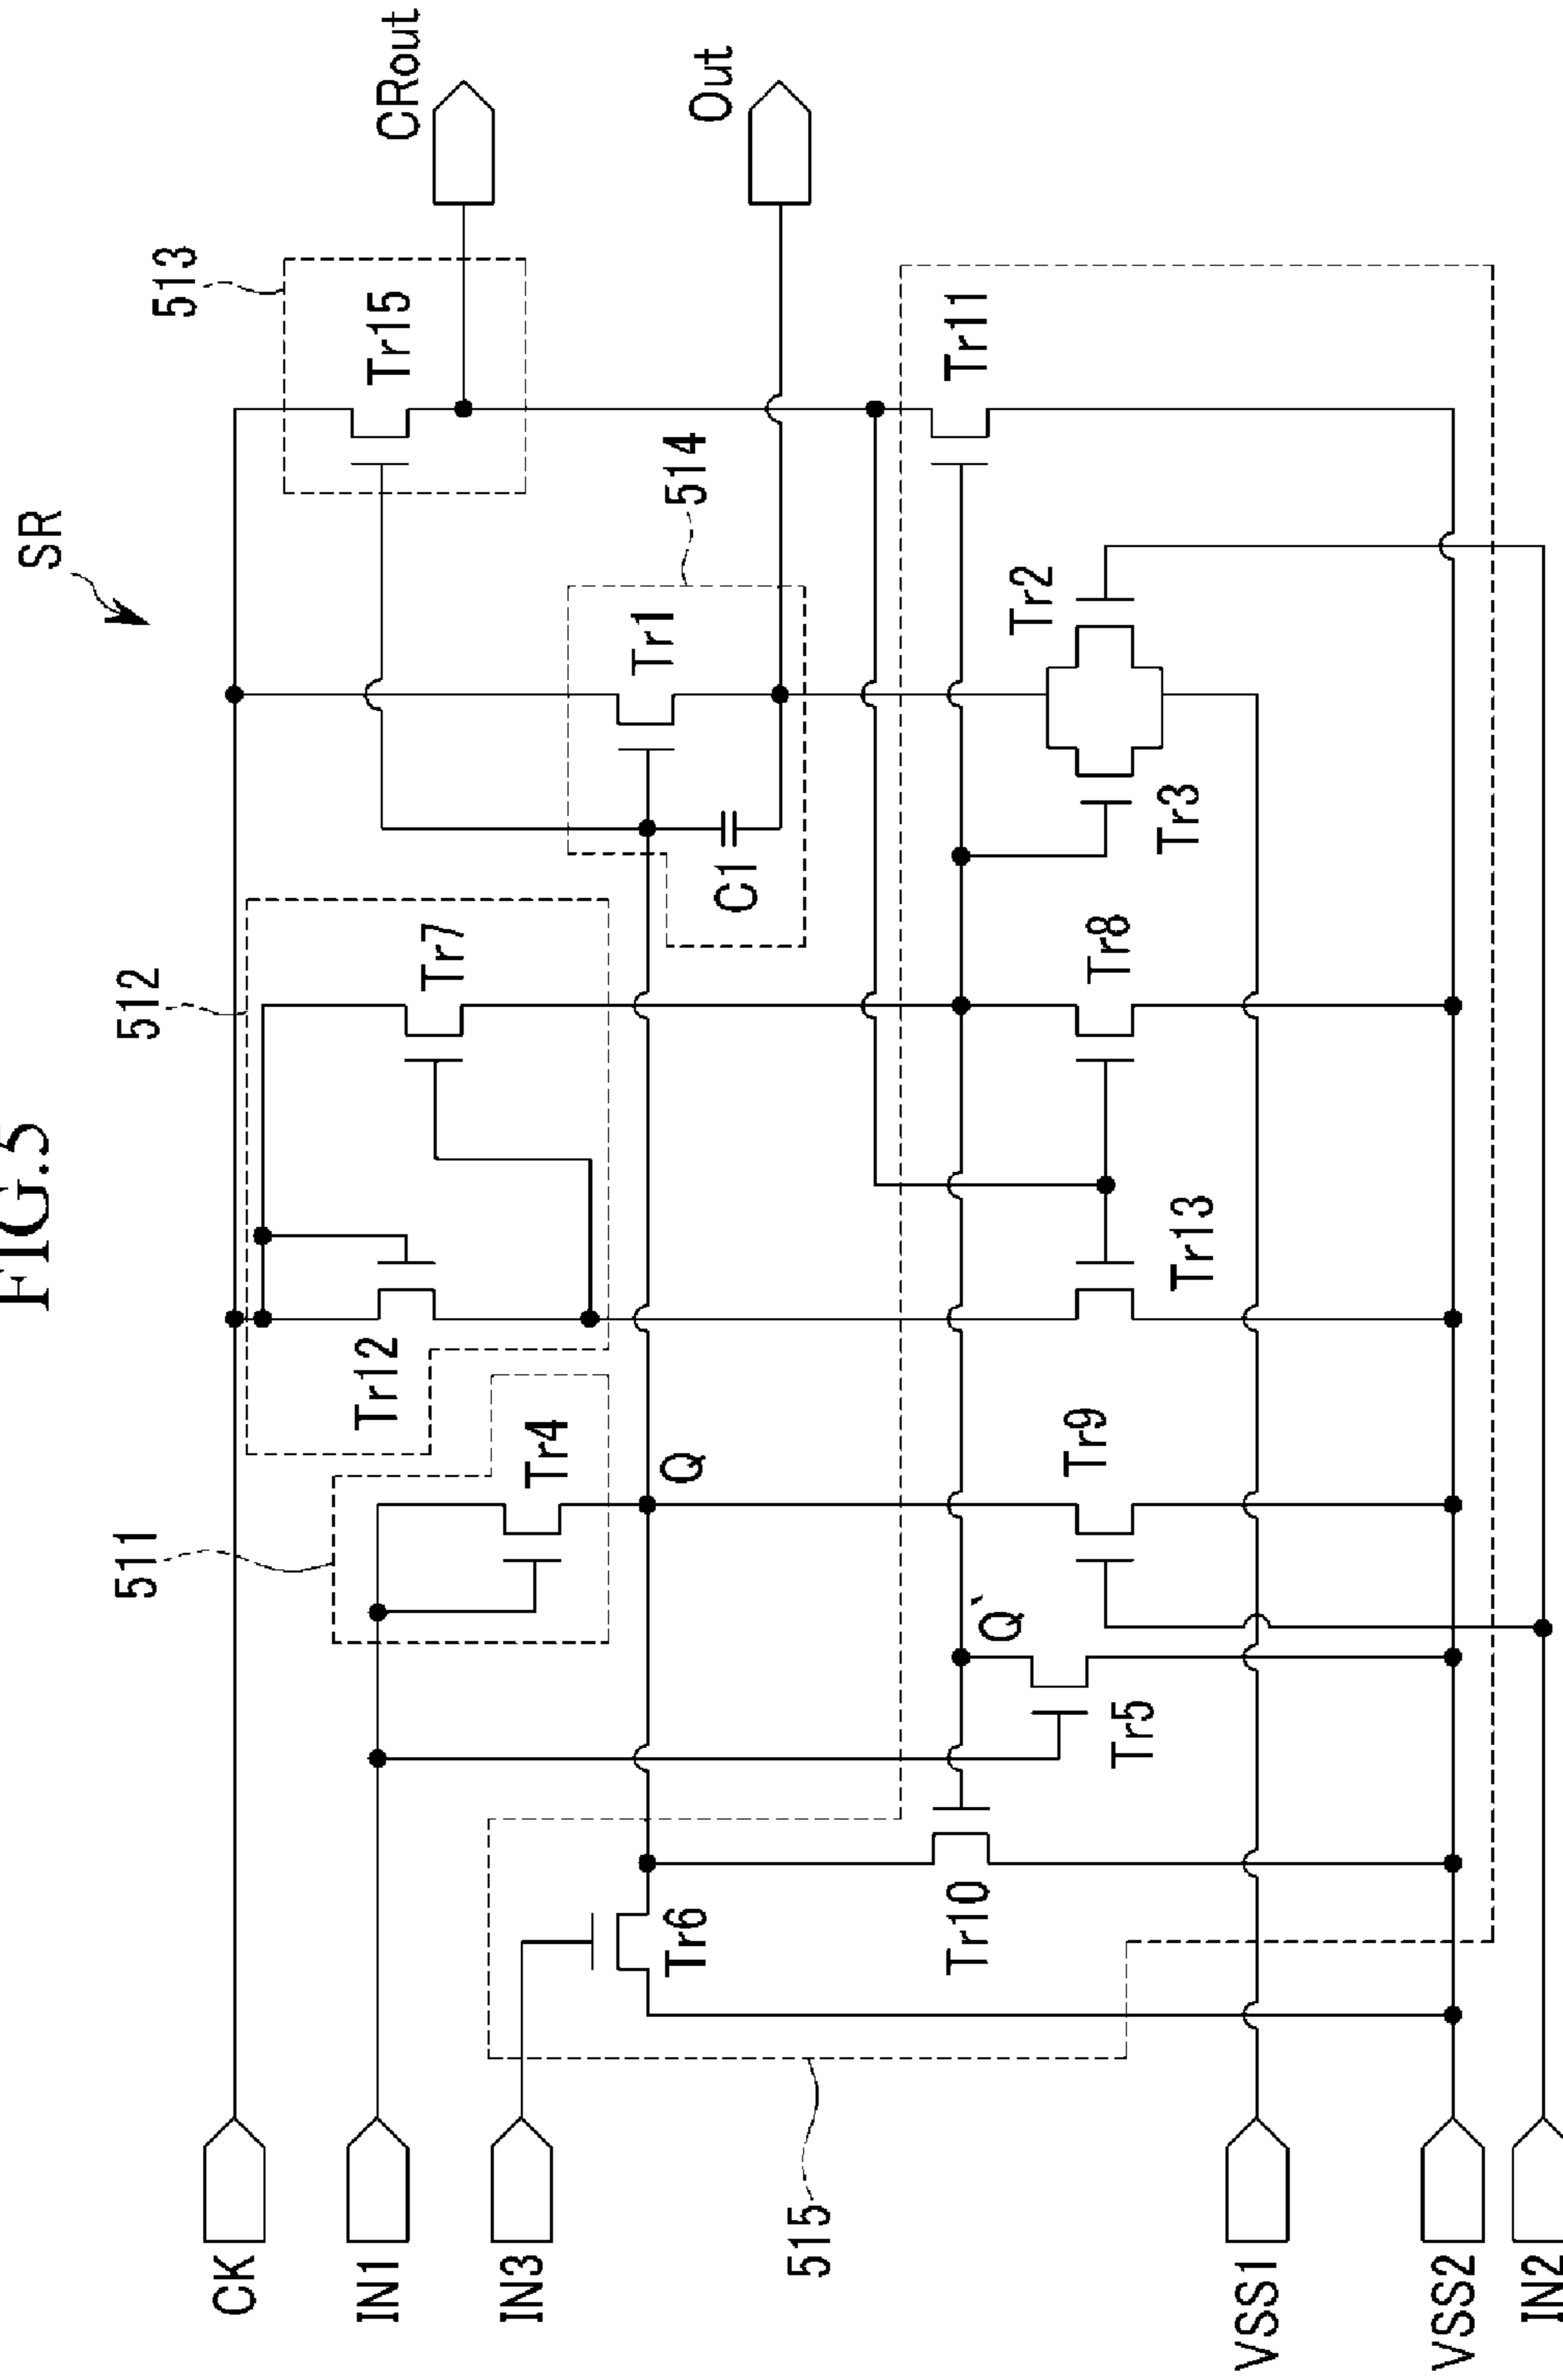 FIG.5
SR
511
512
513
CRout
CK
Tr12
Tr7
Tr15
IN1
Tr4
514
IN3
Tr6
Q
Tr1
C1
Out
515
Tr10
Q`
Tr5
Tr9
Tr13
Tr8
Tr3
Tr2
Tr11
VSS1
VSS2
IN2